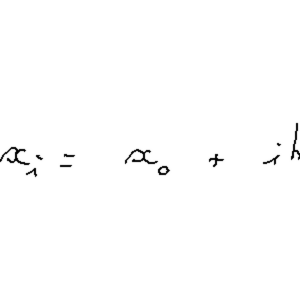 x_i = x_0 + ih